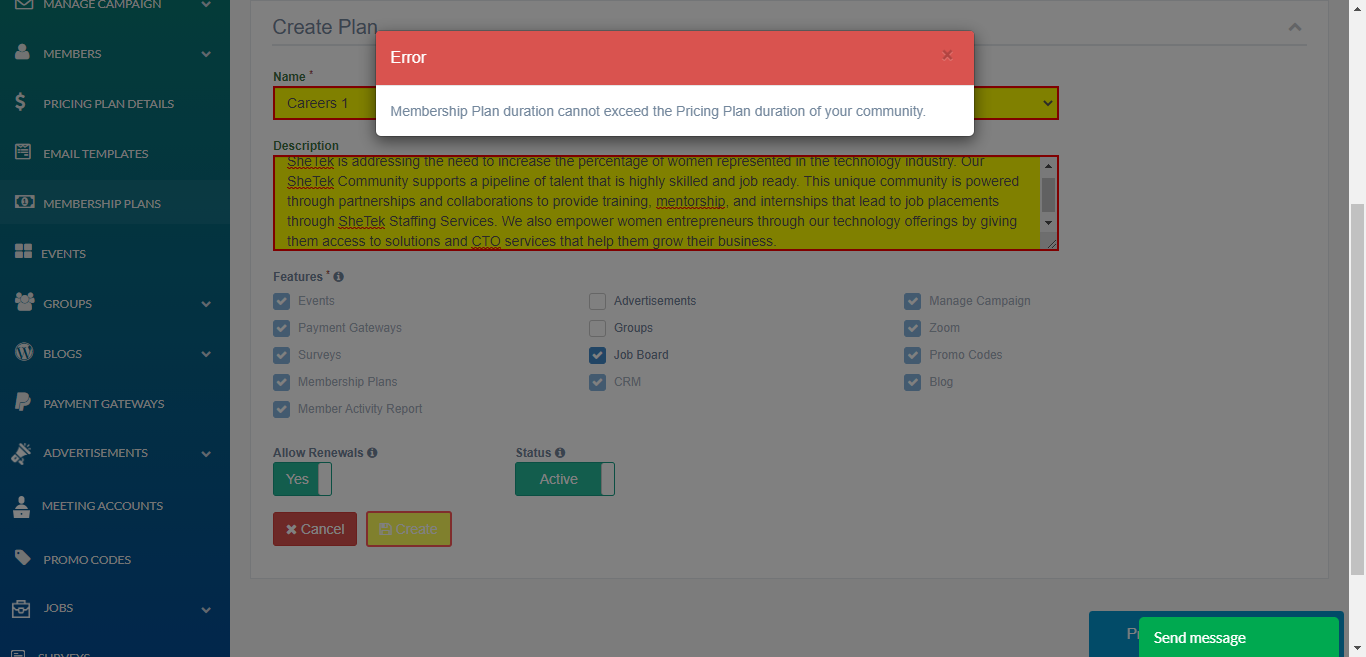 MANAGE CAMPAIGN
MEMBERS
PRICING PLAN DETAILS
EMAIL TEMPLATES
MEMBERSHIP PLANS
EVENTS
GROUPS
BLOGS
PAYMENT GATEWAYS
ADVERTISEMENTS
MEETING ACCOUNTS
PROMO CODES
JOBS
SURVEYS
Create Plan
Error ×
Membership Plan duration cannot exceed the Pricing Plan duration of your community.
Name *
Careers 1
Description
SheTek is addressing the need to increase the percentage of women represented in the technology industry. Our
SheTek Community supports a pipeline of talent that is highly skilled and job ready. This unique community is powered
through partnerships and collaborations to provide training, mentorship, and internships that lead to job placements
through SheTek Staffing Services. We also empower women entrepreneurs through our technology offerings by giving
them access to solutions and CTO services that help them grow their business.
Features *
Events Advertisements Manage Campaign
Payment Gateways Groups Zoom
Surveys Job Board Promo Codes
Membership Plans CRM Blog
Member Activity Report
Allow Renewals Status
Yes Active
Cancel Create
Send message